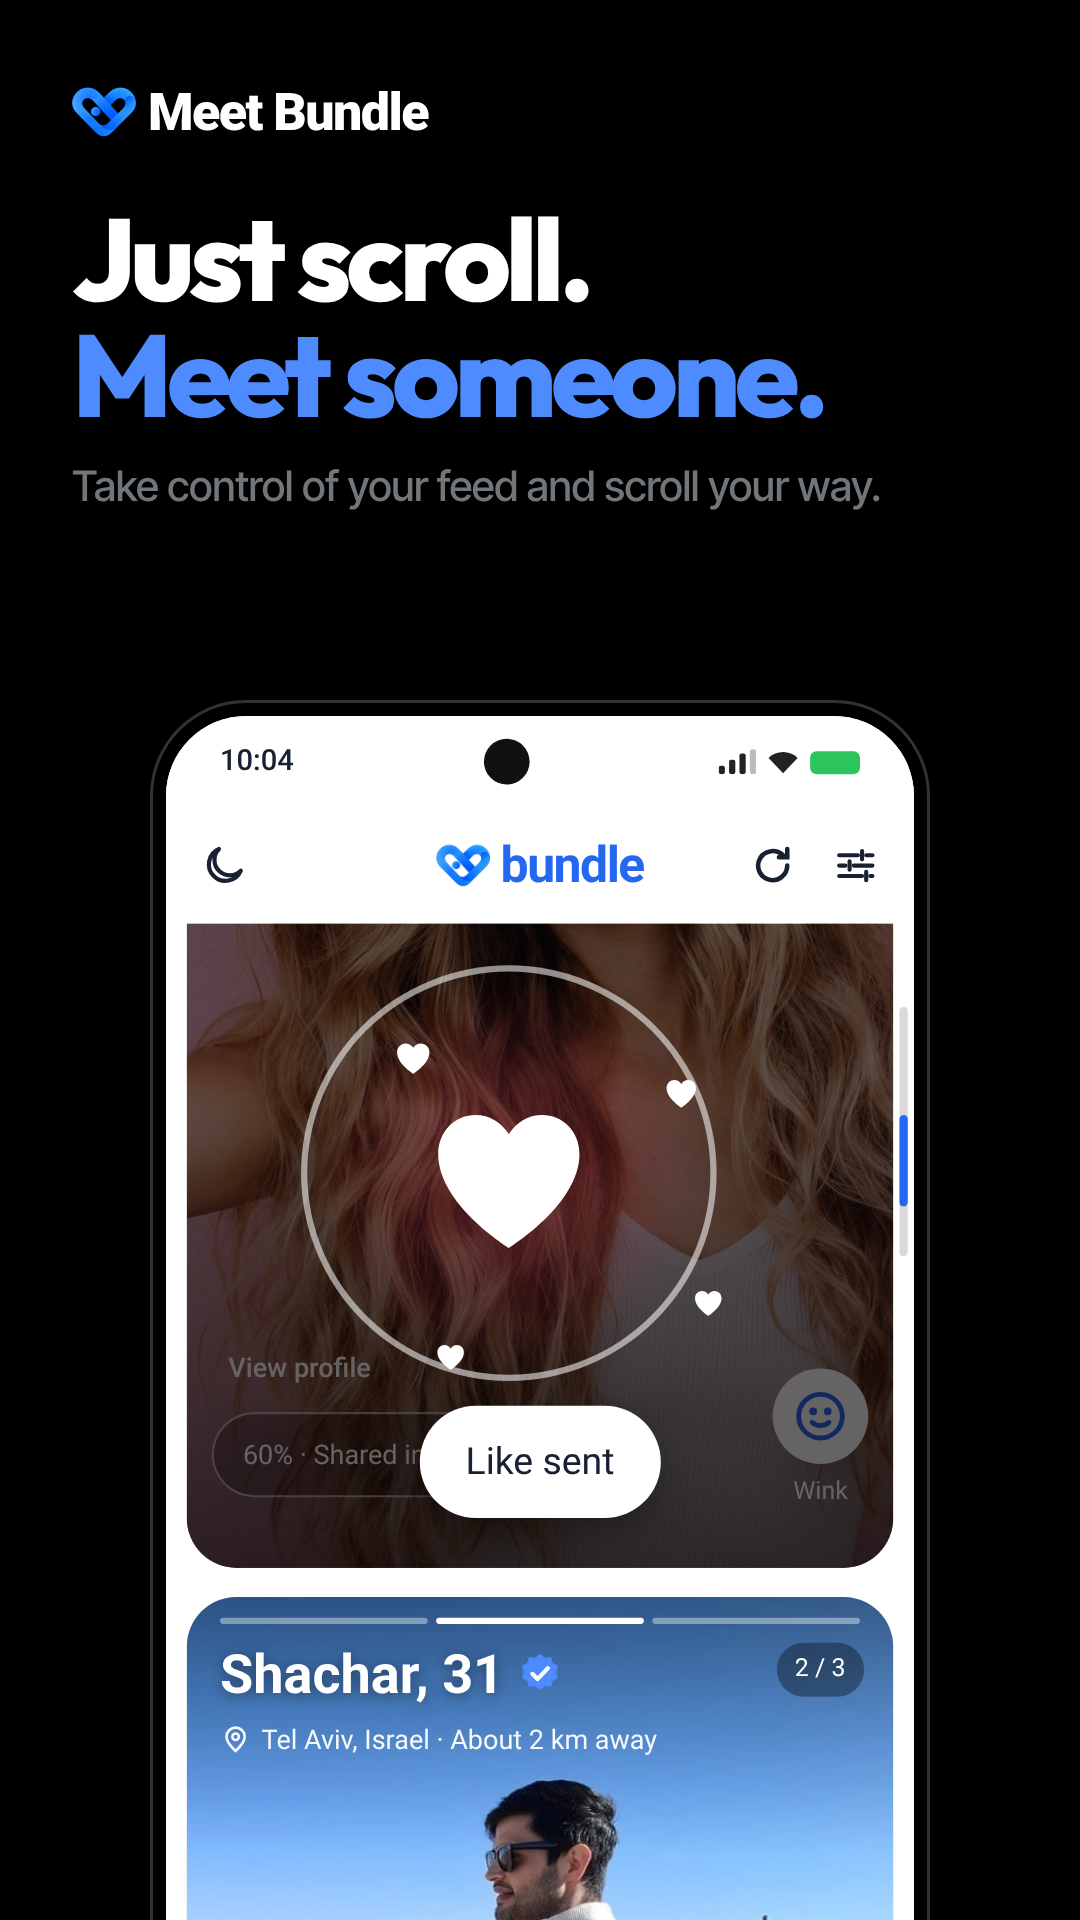 Meet Bundle
Just scroll.
Meet someone.
Take control of your feed and scroll your way.
10:04
bundle
View profile
60% · Shared in
Like sent
Wink
Shachar, 31
2 / 3
Tel Aviv, Israel · About 2 km away